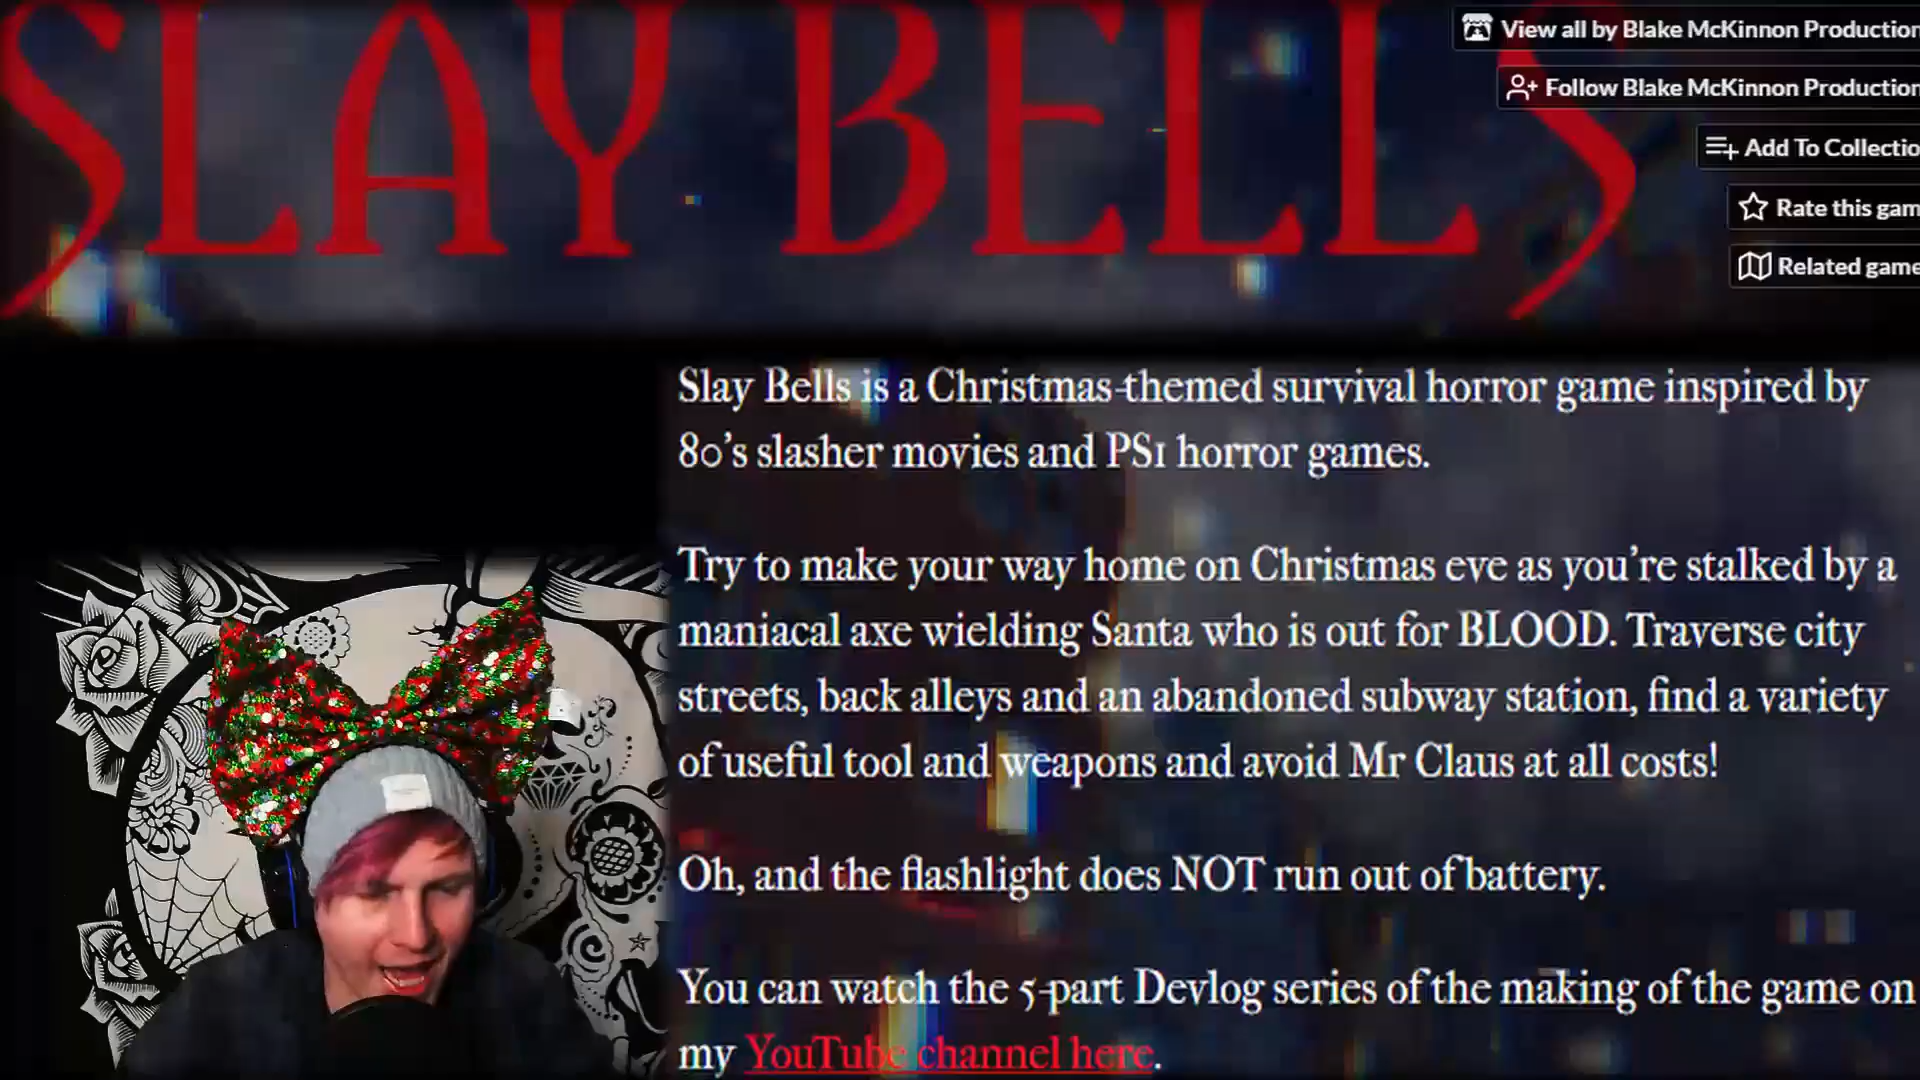 SLAY BELLS
View all by Blake McKinnon Production
Follow Blake McKinnon Production
Add To Collectio
Rate this gam
Related game
Slay Bells is a Christmas-themed survival horror game inspired by
80's slasher movies and PS1 horror games.
Try to make your way home on Christmas eve as you're stalked by a
maniacal axe wielding Santa who is out for BLOOD. Traverse city
streets, back alleys and an abandoned subway station, find a variety
of useful tool and weapons and avoid Mr Claus at all costs!
Oh, and the flashlight does NOT run out of battery.
You can watch the 5-part Devlog series of the making of the game on
my YouTube channel here.